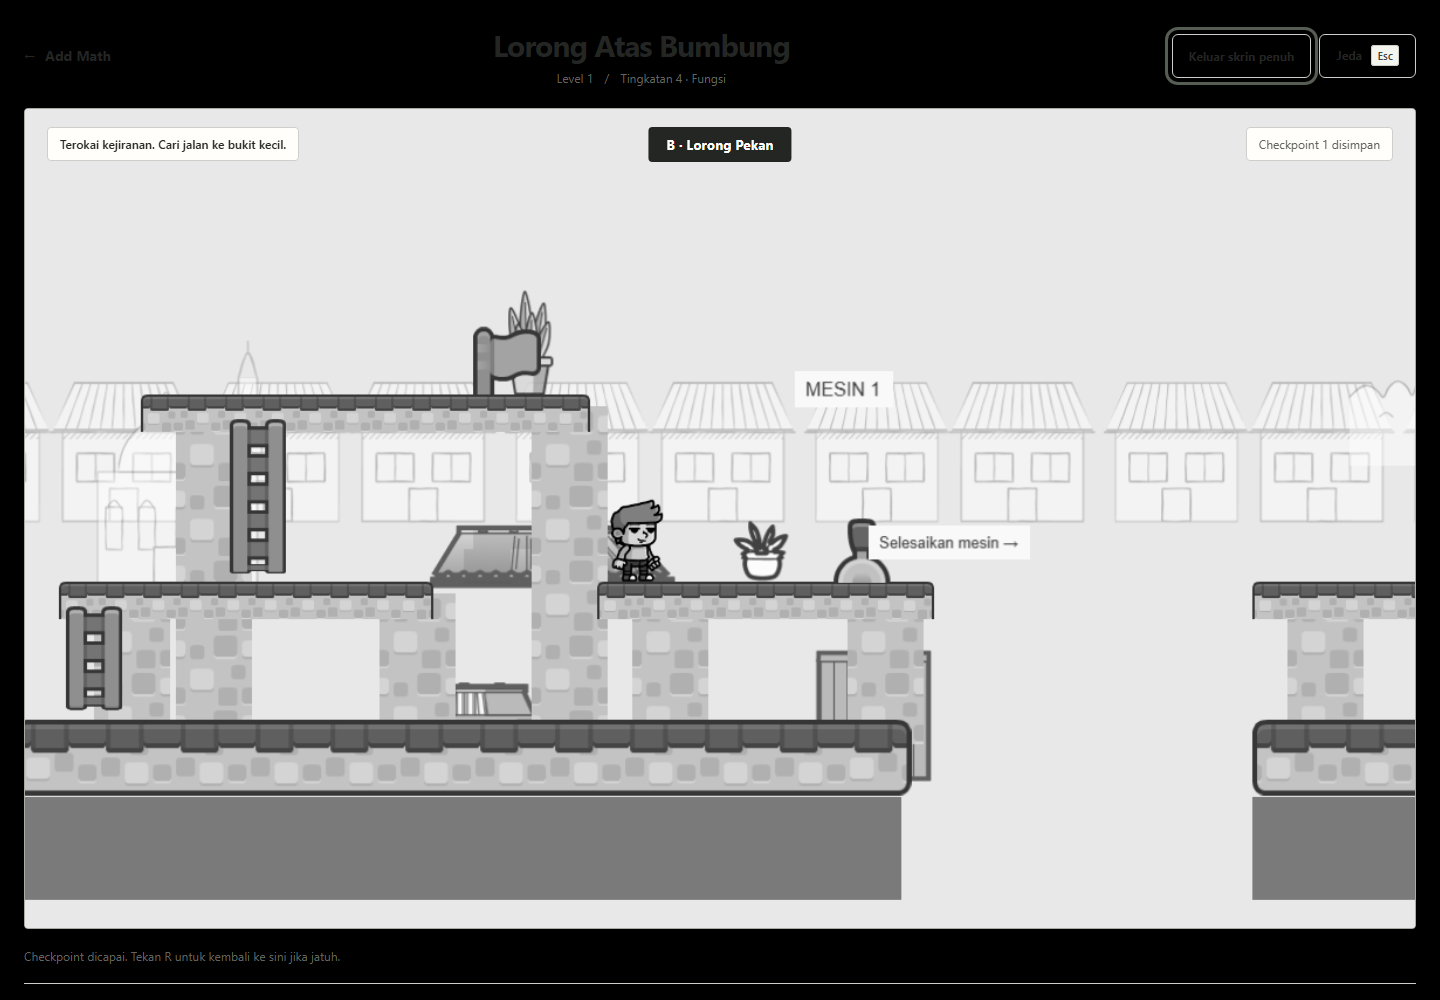 ← Add Math
Lorong Atas Bumbung
Level 1 / Tingkatan 4 · Fungsi
Keluar skrin penuh
Jeda Esc
Terokai kejiranan. Cari jalan ke bukit kecil.
B · Lorong Pekan
Checkpoint 1 disimpan
MESIN 1
Selesaikan mesin →
Checkpoint dicapai. Tekan R untuk kembali ke sini jika jatuh.